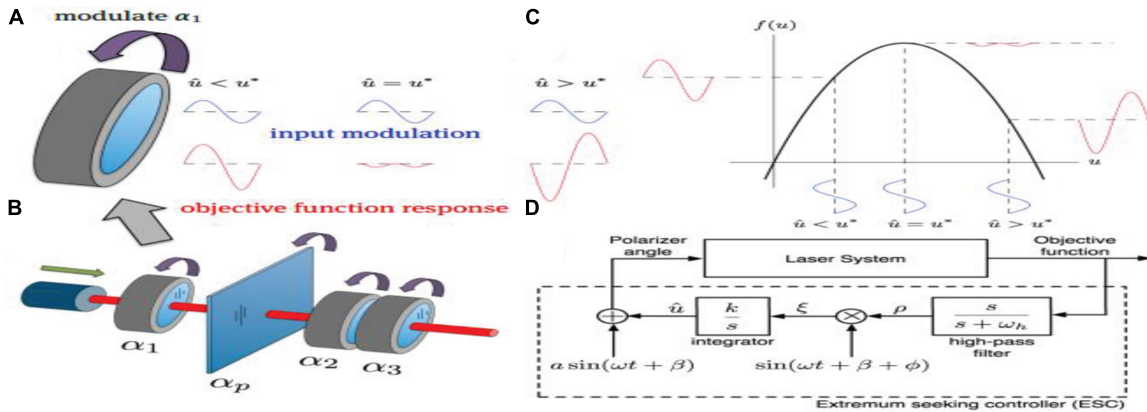 A
modulate α₁
û < u* û = u* û > u*
input modulation
objective function response
B
α₁
αₚ
α₂ α₃
C
f(u)
u
û < u* û = u* û > u*
D
Polarizer angle
Laser System
Objective function
û
k/s
integrator
ξ
ρ
s/(s + ωₕ)
high-pass filter
a sin(ωt + β)
sin(ωt + β + ϕ)
Extremum seeking controller (ESC)